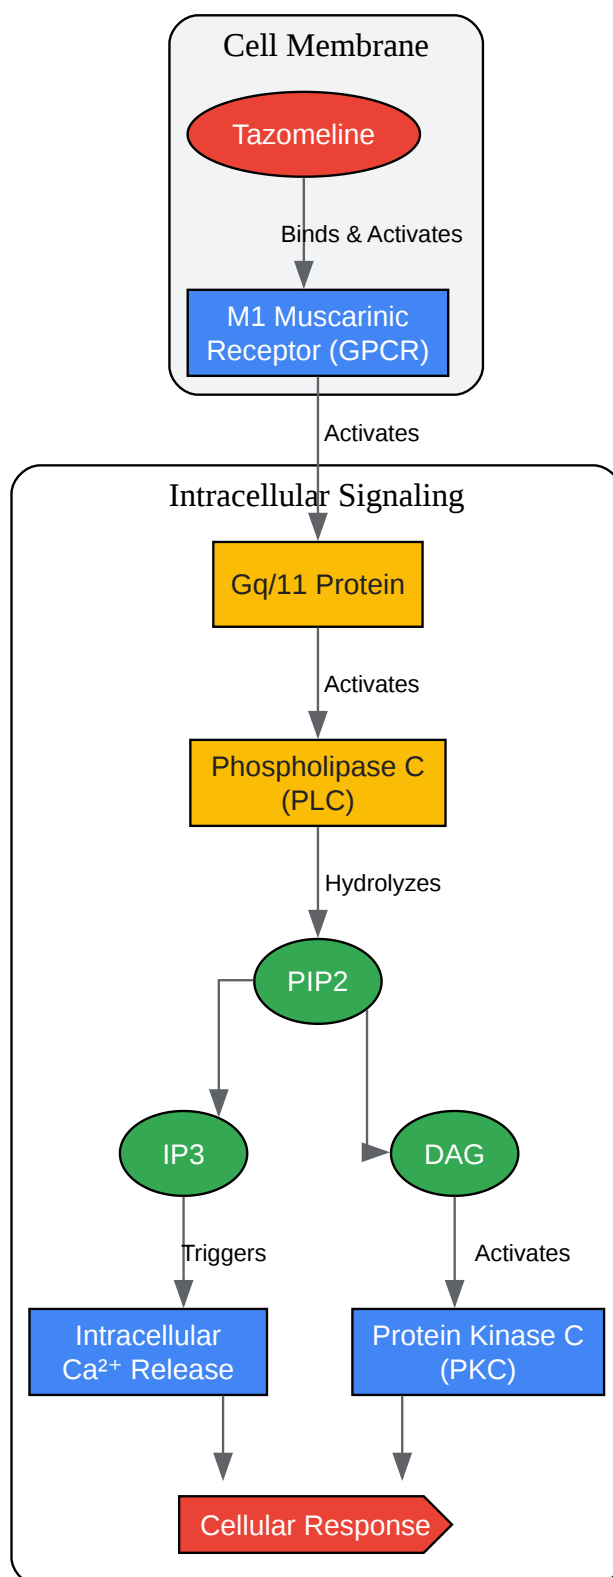 Cell Membrane
Tazomeline
Binds & Activates
M1 Muscarinic
Receptor (GPCR)
Activates
Intracellular Signaling
Gq/11 Protein
Activates
Phospholipase C
(PLC)
Hydrolyzes
PIP2
IP3
DAG
Triggers
Activates
Intracellular
Ca²⁺ Release
Protein Kinase C
(PKC)
Cellular Response